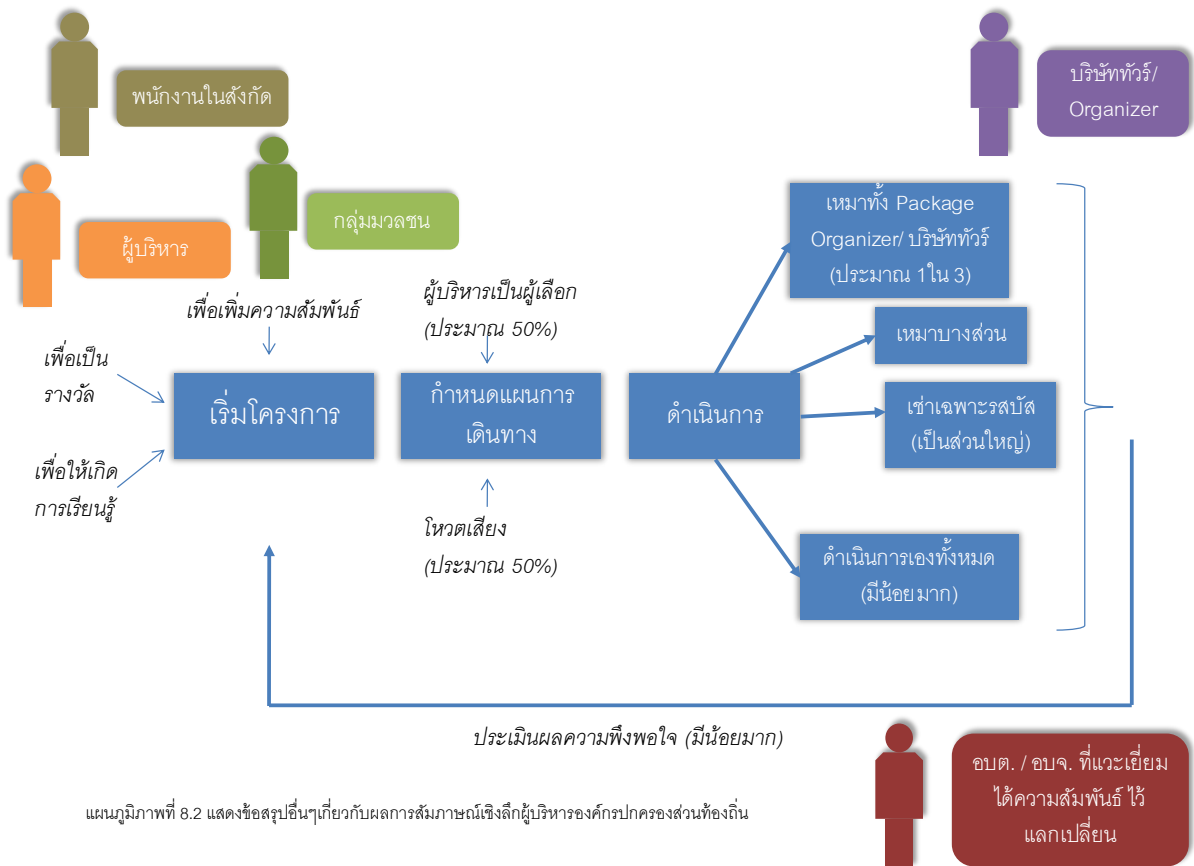 พนักงานในสังกัด
บริษัททัวร์/
Organizer
กลุ่มมวลชน
ผู้บริหาร
เพื่อเพิ่มความสัมพันธ์
ผู้บริหารเป็นผู้เลือก
(ประมาณ 50%)
เหมาทั้ง Package
Organizer/ บริษัททัวร์
(ประมาณ 1ใน 3)
เพื่อเป็น
รางวัล
เริ่มโครงการ
กำหนดแผนการ
เดินทาง
ดำเนินการ
เหมาบางส่วน
เช่าเฉพาะรสบัส
(เป็นส่วนใหญ่)
เพื่อให้เกิด
การเรียนรู้
โหวตเสียง
(ประมาณ 50%)
ดำเนินการเองทั้งหมด
(มีน้อยมาก)
ประเมินผลความพึงพอใจ (มีน้อยมาก)
อบต. / อบจ. ที่แวะเยี่ยม
ได้ความสัมพันธ์ ไว้
แลกเปลี่ยน
แผนภูมิภาพที่ 8.2 แสดงข้อสรุปอื่นๆเกี่ยวกับผลการสัมภาษณ์เชิงลึกผู้บริหารองค์กรปกครองส่วนท้องถิ่น